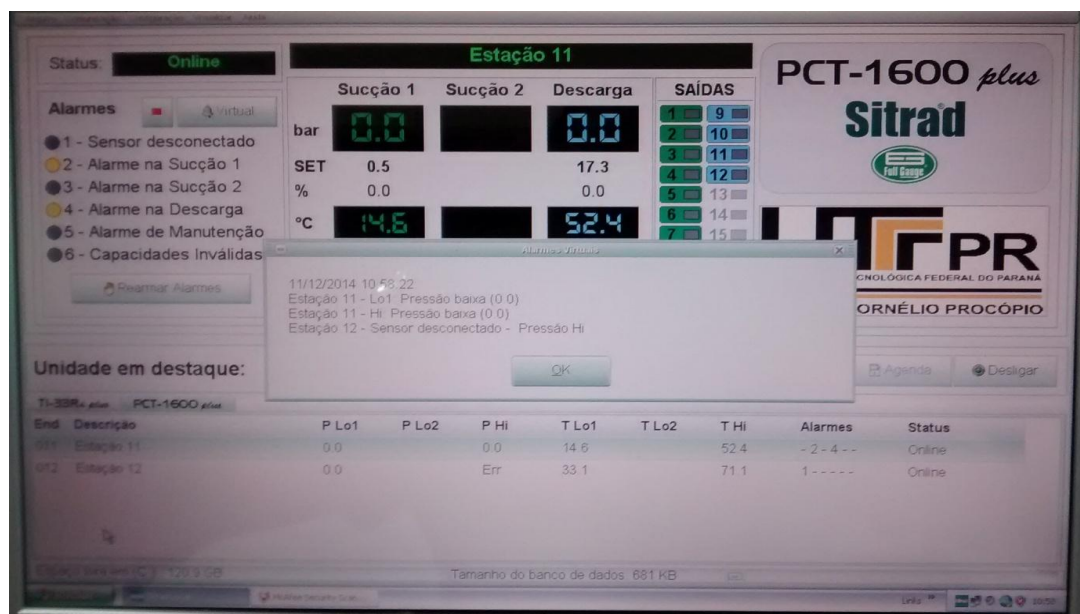 Status: Online
Estação 11
PCT-1600 plus
Sitrad
Full Gauge
Alarmes
Virtual
1 - Sensor desconectado
2 - Alarme na Sucção 1
3 - Alarme na Sucção 2
4 - Alarme na Descarga
5 - Alarme de Manutenção
6 - Capacidades Inválidas
Rearmar Alarmes
Sucção 1 Sucção 2 Descarga SAÍDAS
bar 0.0 0.0
SET 0.5 17.3
% 0.0 0.0
°C 14.6 52.4
1 9
2 10
3 11
4 12
5 13
6 14
7 15
UTFPR
CNOLÓGICA FEDERAL DO PARANÁ
ORNÉLIO PROCÓPIO
Alarmes Virtuais
11/12/2014 10:58:22
Estação 11 - Lo1 Pressão baixa (0.0)
Estação 11 - Hi Pressão baixa (0.0)
Estação 12 - Sensor desconectado - Pressão Hi
OK
Unidade em destaque:
Agenda
Desligar
TI-33Ri plus PCT-1600 plus
End Descrição P Lo1 P Lo2 P Hi T Lo1 T Lo2 T Hi Alarmes Status
011 Estação 11 0.0 0.0 14.6 52.4 - 2 - 4 - - Online
012 Estação 12 0.0 Err 33.1 71.1 1 - - - - - Online
Tamanho do banco de dados: 681 KB
Links